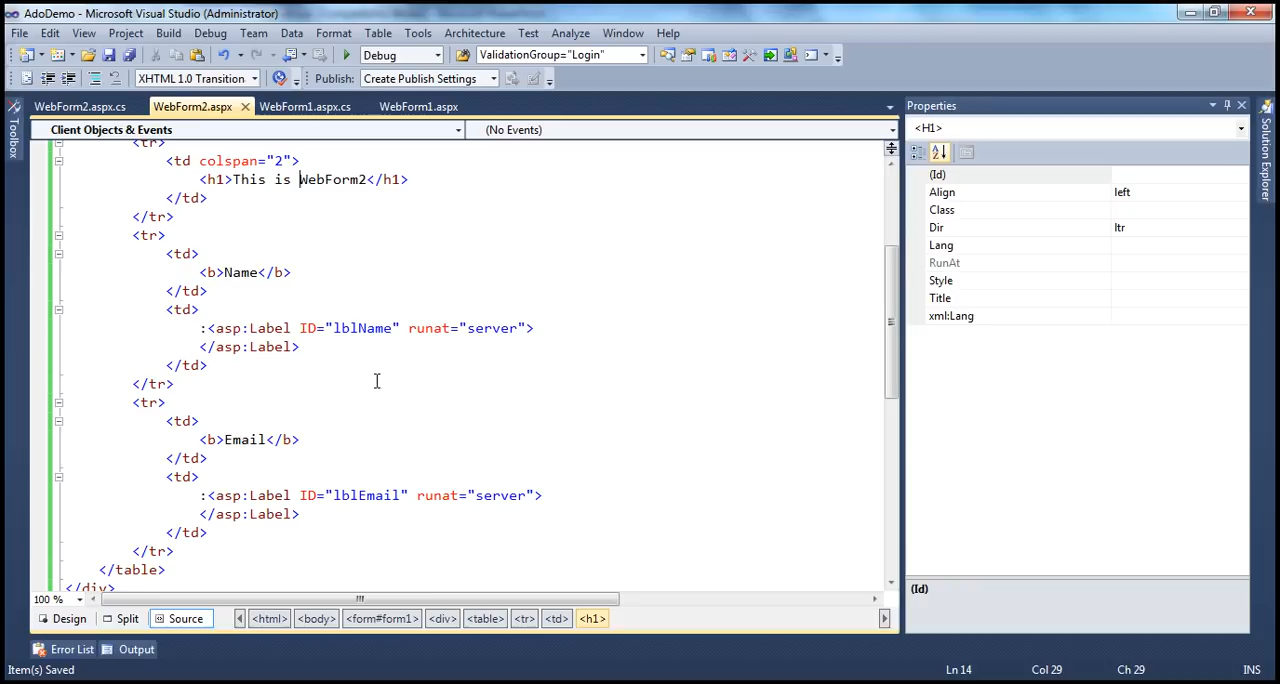 AdoDemo - Microsoft Visual Studio (Administrator)
File Edit View Project Build Debug Team Data Format Table Tools Architecture Test Analyze Window Help
Debug ValidationGroup="Login"
XHTML 1.0 Transition Publish: Create Publish Settings
WebForm2.aspx.cs WebForm2.aspx WebForm1.aspx.cs WebForm1.aspx
Client Objects & Events (No Events)
<tr>
<td colspan="2">
<h1>This is WebForm2</h1>
</td>
</tr>
<tr>
<td>
<b>Name</b>
</td>
<td>
:<asp:Label ID="lblName" runat="server">
</asp:Label>
</td>
</tr>
<tr>
<td>
<b>Email</b>
</td>
<td>
:<asp:Label ID="lblEmail" runat="server">
</asp:Label>
</td>
</tr>
</table>
</div>
100 %
Design Split Source <html> <body> <form#form1> <div> <table> <tr> <td> <h1>
Error List Output
Item(s) Saved Ln 14 Col 29 Ch 29 INS
Toolbox
Properties
<H1>
(Id)
Align left
Class
Dir ltr
Lang
RunAt
Style
Title
xml:Lang
(Id)
Solution Explorer